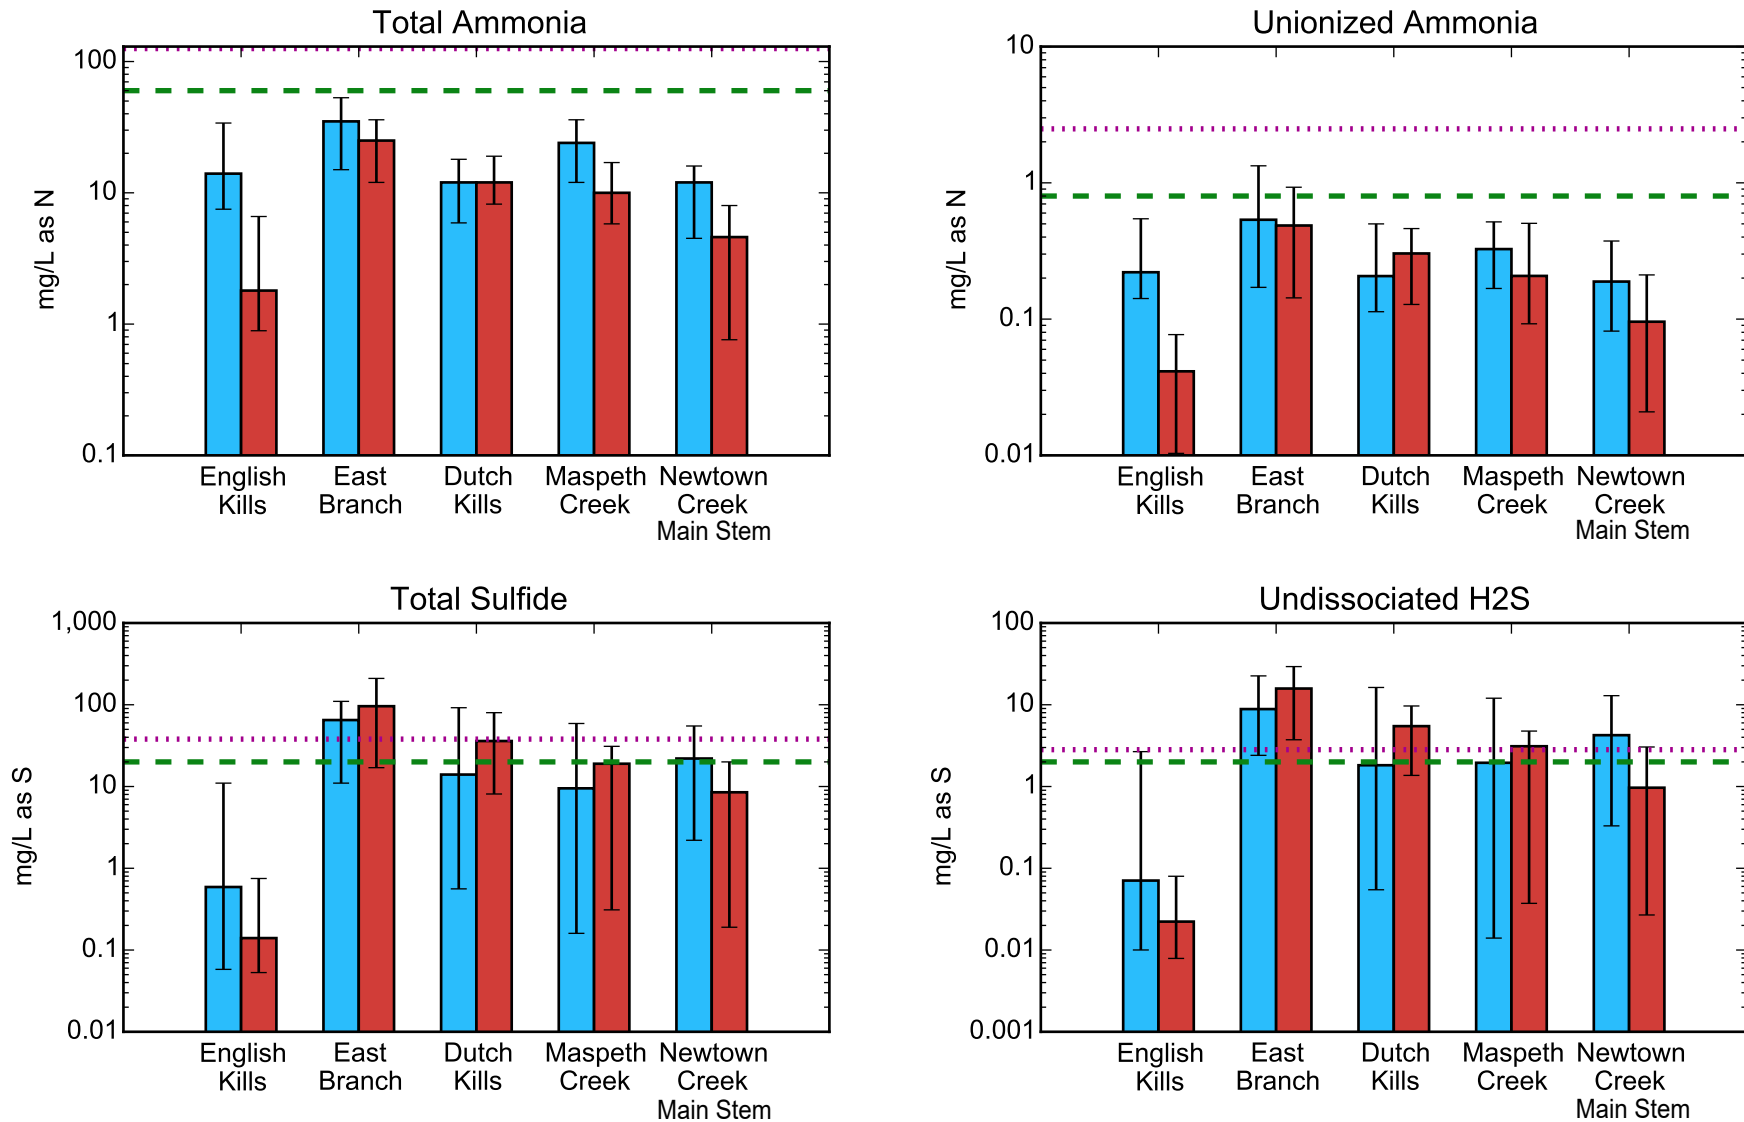 Total Ammonia
100
10
1
0.1
mg/L as N
English
Kills
East
Branch
Dutch
Kills
Maspeth
Creek
Newtown
Creek
Main Stem
Unionized Ammonia
10
1
0.1
0.01
mg/L as N
English
Kills
East
Branch
Dutch
Kills
Maspeth
Creek
Newtown
Creek
Main Stem
Total Sulfide
1,000
100
10
1
0.1
0.01
mg/L as S
English
Kills
East
Branch
Dutch
Kills
Maspeth
Creek
Newtown
Creek
Main Stem
Undissociated H2S
100
10
1
0.1
0.01
0.001
mg/L as S
English
Kills
East
Branch
Dutch
Kills
Maspeth
Creek
Newtown
Creek
Main Stem